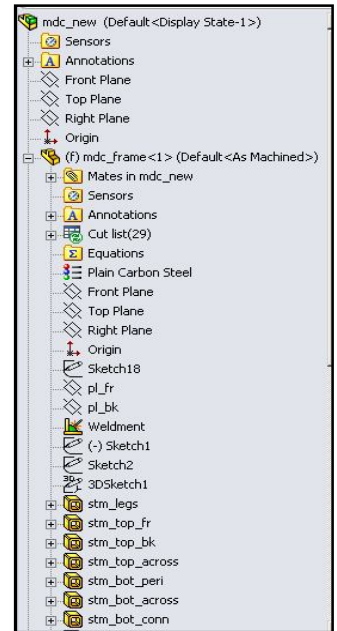 mdc_new (Default<Display State-1>)
Sensors
A Annotations
Front Plane
Top Plane
Right Plane
Origin
(f) mdc_frame<1> (Default<As Machined>)
Mates in mdc_new
Sensors
A Annotations
Cut list(29)
Σ Equations
Plain Carbon Steel
Front Plane
Top Plane
Right Plane
Origin
Sketch18
pl_fr
pl_bk
Weldment
(-) Sketch1
Sketch2
3D 3DSketch1
stm_legs
stm_top_fr
stm_top_bk
stm_top_across
stm_bot_peri
stm_bot_across
stm_bot_conn